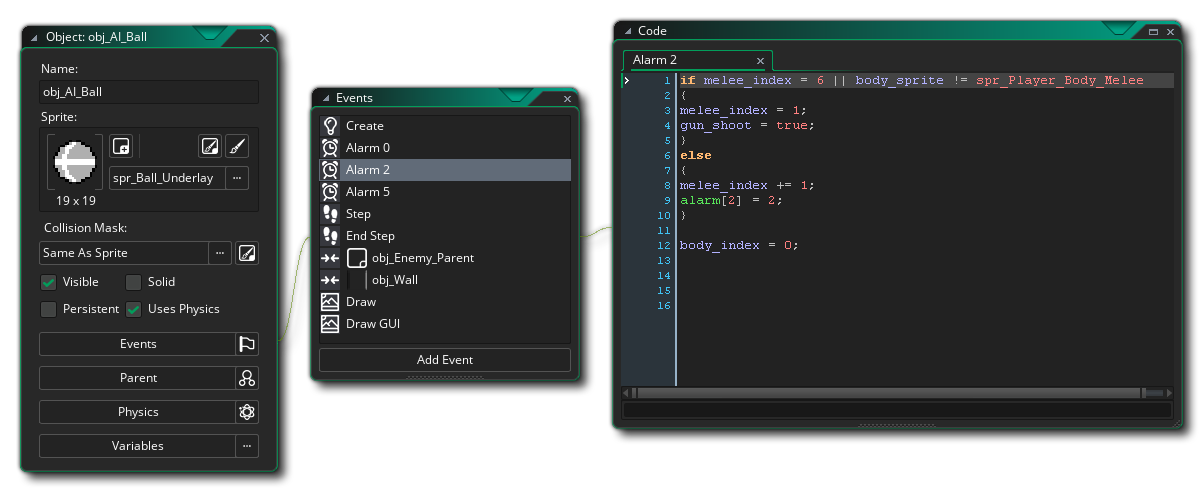 Object: obj_AI_Ball
Name:
obj_AI_Ball
Sprite:
spr_Ball_Underlay
...
19 x 19
Collision Mask:
Same As Sprite
...
Visible
Solid
Persistent
Uses Physics
Events
Parent
Physics
Variables
...
Events
Create
Alarm 0
Alarm 2
Alarm 5
Step
End Step
obj_Enemy_Parent
obj_Wall
Draw
Draw GUI
Add Event
Code
Alarm 2
1 if melee_index = 6 || body_sprite != spr_Player_Body_Melee
2 {
3 melee_index = 1;
4 gun_shoot = true;
5 }
6 else
7 {
8 melee_index += 1;
9 alarm[2] = 2;
10 }
11
12 body_index = 0;
13
14
15
16